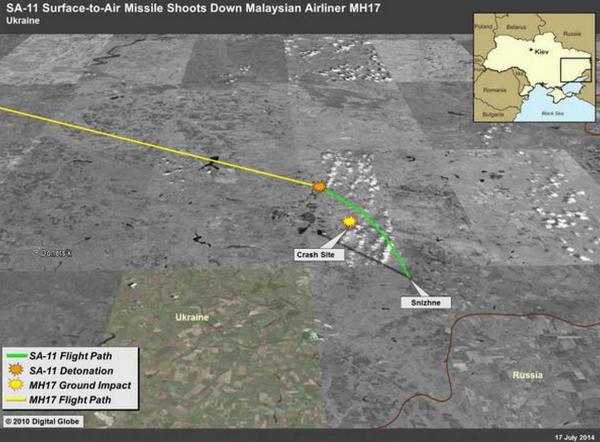 SA-11 Surface-to-Air Missile Shoots Down Malaysian Airliner MH17
Ukraine
Poland
Belarus
Russia
Kiev
Romania
Bulgaria
Black Sea
Donets'k
Crash Site
Snizhne
Ukraine
Russia
SA-11 Flight Path
SA-11 Detonation
MH17 Ground Impact
MH17 Flight Path
© 2010 Digital Globe
17 July 2014